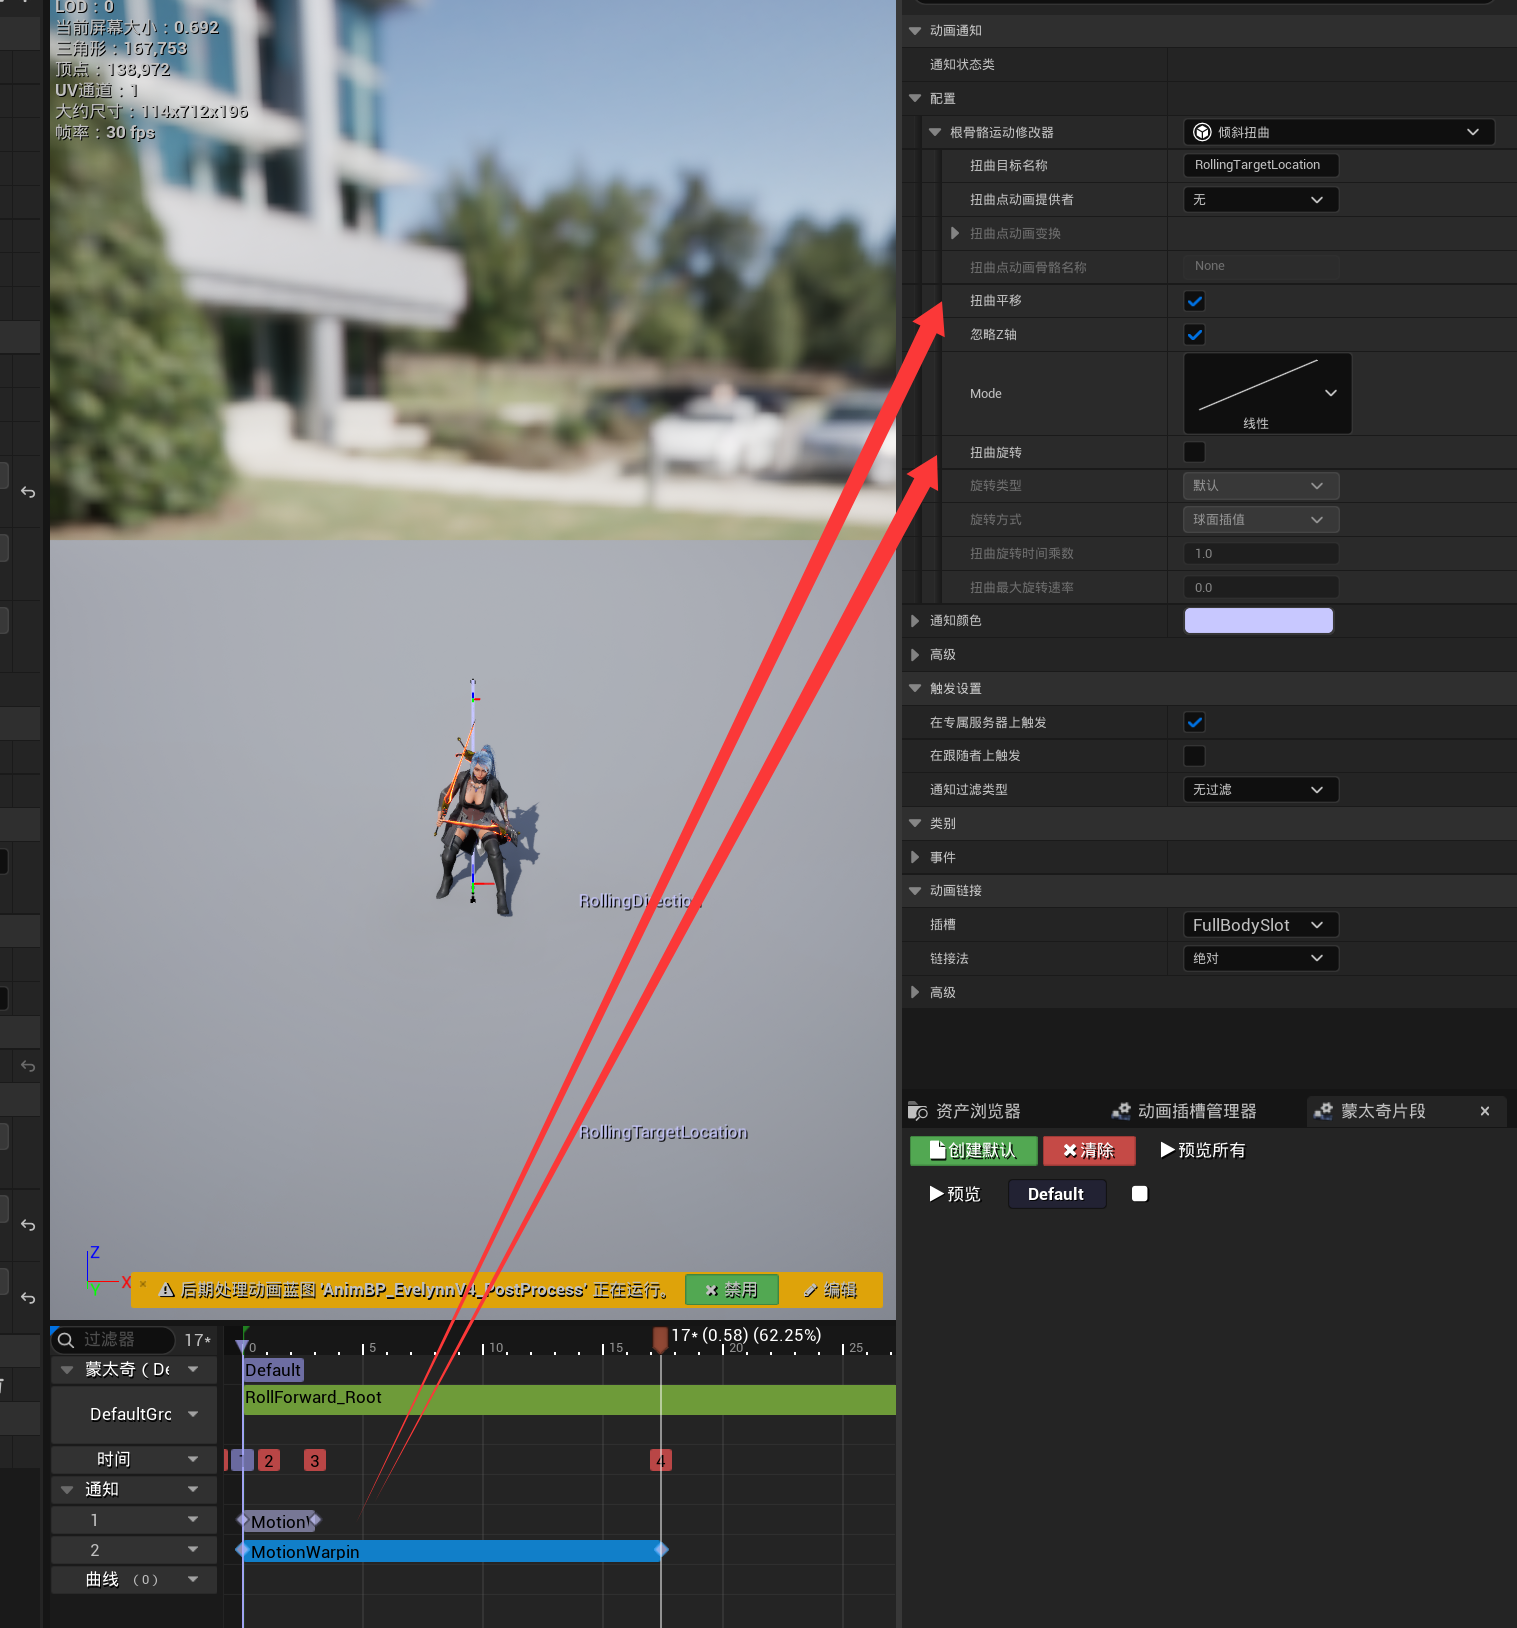 LOD：0
当前屏幕大小：0.692
三角形：167,753
顶点：138,972
UV通道：1
大约尺寸：114x712x196
帧率：30 fps
RollingDirection
RollingTargetLocation
Z
X
Y
后期处理动画蓝图 'AnimBP_EvelynnV4_PostProcess' 正在运行。
禁用
编辑
过滤器
17*
0
5
10
15
17* (0.58) (62.25%)
20
25
蒙太奇（De
Default
DefaultGrc
RollForward_Root
时间
1
2
3
4
通知
1
MotionW
2
MotionWarpin
曲线（0）
动画通知
通知状态类
配置
根骨骼运动修改器
倾斜扭曲
扭曲目标名称
RollingTargetLocation
扭曲点动画提供者
无
扭曲点动画变换
扭曲点动画骨骼名称
None
扭曲平移
忽略Z轴
Mode
线性
扭曲旋转
旋转类型
默认
旋转方式
球面插值
扭曲旋转时间乘数
1.0
扭曲最大旋转速率
0.0
通知颜色
高级
触发设置
在专属服务器上触发
在跟随者上触发
通知过滤类型
无过滤
类别
事件
动画链接
插槽
FullBodySlot
链接法
绝对
高级
资产浏览器
动画插槽管理器
蒙太奇片段
创建默认
清除
预览所有
预览
Default